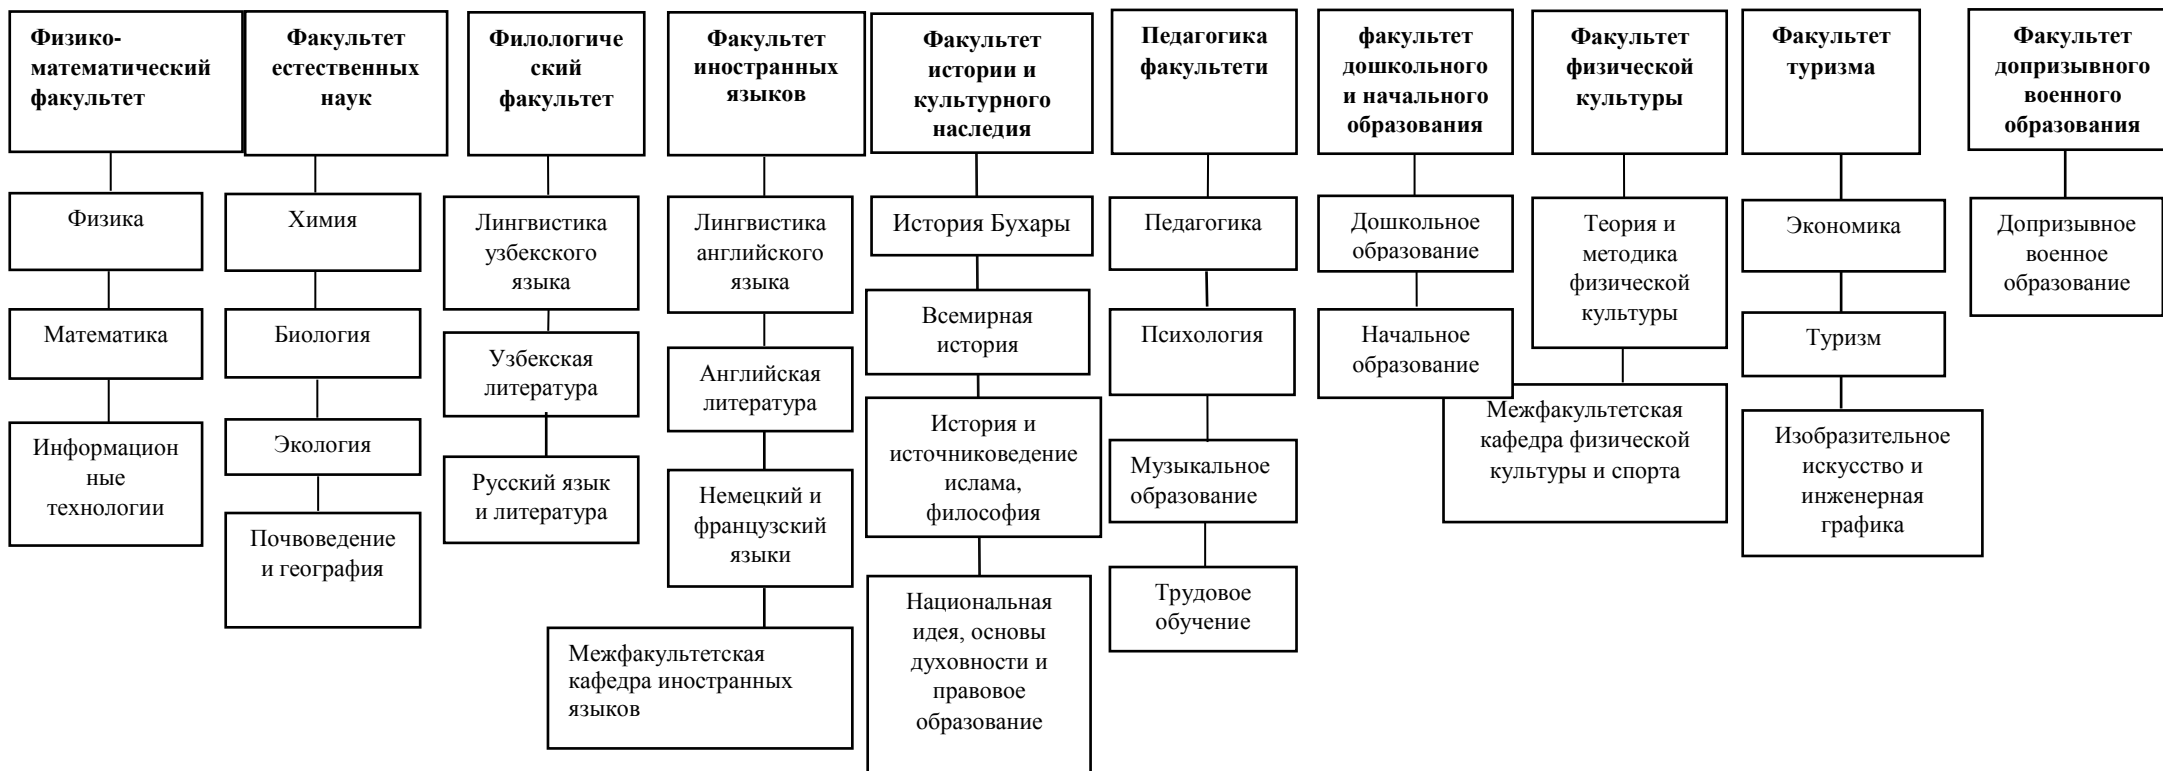 Физико-
математический
факультет
Факультет
естественных
наук
Филологиче
ский
факультет
Факультет
иностранных
языков
Факультет
истории и
культурного
наследия
Педагогика
факультети
факультет
дошкольного
и начального
образования
Факультет
физической
культуры
Факультет
туризма
Факультет
допризывного
военного
образования
Физика
Математика
Информацион
ные
технологии
Химия
Биология
Экология
Почвоведение
и география
Лингвистика
узбекского
языка
Узбекская
литература
Русский язык
и литература
Лингвистика
английского
языка
Английская
литература
Немецкий и
французский
языки
Межфакультетская
кафедра иностранных
языков
История Бухары
Всемирная
история
История и
источниковедение
ислама,
философия
Национальная
идея, основы
духовности и
правовое
образование
Педагогика
Психология
Музыкальное
образование
Трудовое
обучение
Дошкольное
образование
Начальное
образование
Теория и
методика
физической
культуры
Межфакультетская
кафедра физической
культуры и спорта
Экономика
Туризм
Изобразительное
искусство и
инженерная
графика
Допризывное
военное
образование